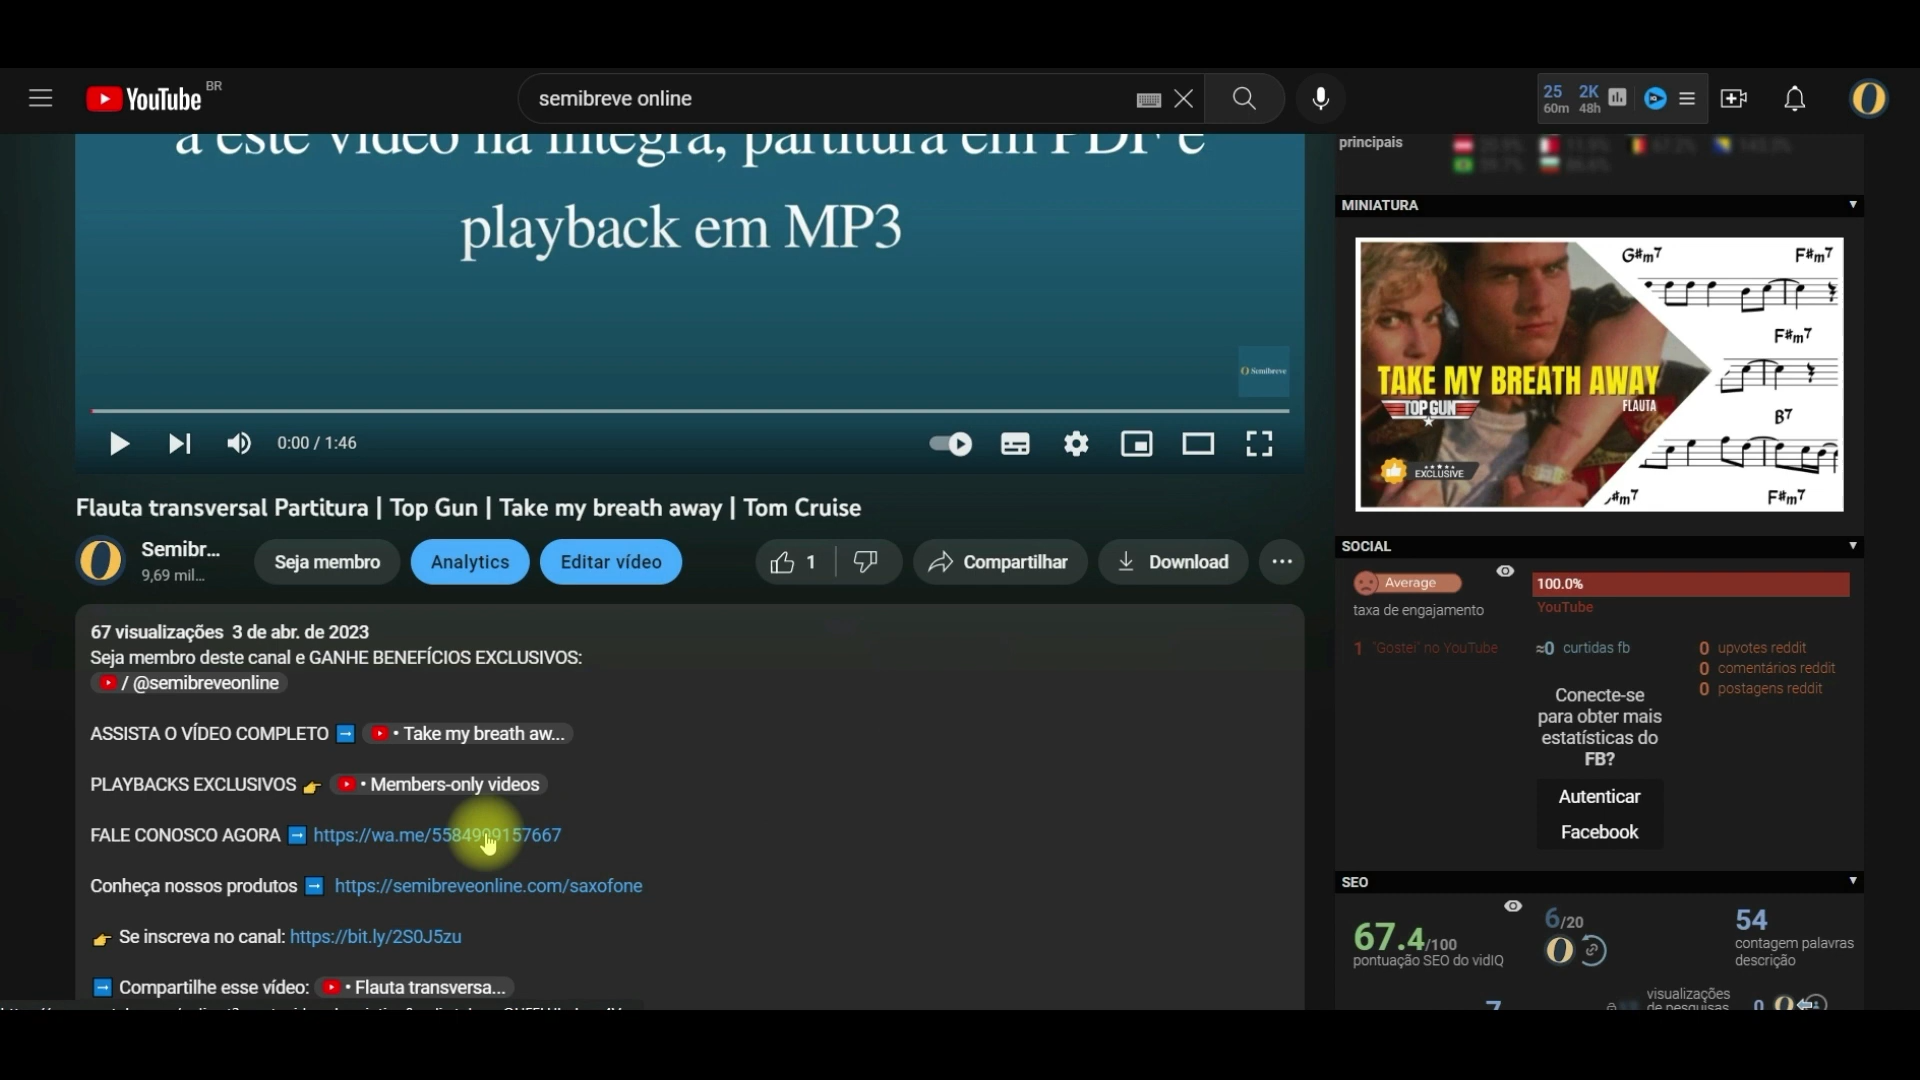 YouTube BR
semibreve online
25 60m
2K 48h
a este vídeo na íntegra, partitura em PDF e
playback em MP3
Semibreve
0:00 / 1:46
Flauta transversal Partitura | Top Gun | Take my breath away | Tom Cruise
Semibr...
9,69 mil...
Seja membro
Analytics
Editar vídeo
1
Compartilhar
Download
67 visualizações 3 de abr. de 2023
Seja membro deste canal e GANHE BENEFÍCIOS EXCLUSIVOS:
/ @semibreveonline
ASSISTA O VÍDEO COMPLETO ➡ • Take my breath aw...
PLAYBACKS EXCLUSIVOS 👉 • Members-only videos
FALE CONOSCO AGORA ➡ https://wa.me/5584909157667
Conheça nossos produtos ➡ https://semibreveonline.com/saxofone
👉 Se inscreva no canal: https://bit.ly/2S0J5zu
➡ Compartilhe esse vídeo: • Flauta transversa...
principais
MINIATURA
G#m7 F#m7
F#m7
B7
#m7 F#m7
TAKE MY BREATH AWAY
TOP GUN
FLAUTA
EXCLUSIVE
SOCIAL
Average
taxa de engajamento
100.0%
YouTube
1 "Gostei" no YouTube
≈0 curtidas fb
0 upvotes reddit
0 comentários reddit
0 postagens reddit
Conecte-se
para obter mais
estatísticas do
FB?
Autenticar
Facebook
SEO
67.4/100
pontuação SEO do vidIQ
6/20
54
contagem palavras
descrição
visualizações
de pesquisas